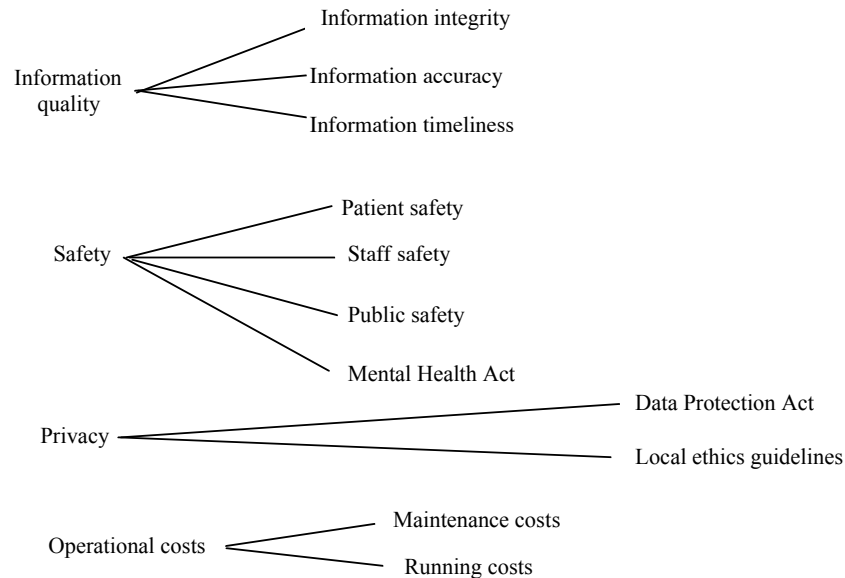 Information integrity
Information
quality
Information accuracy
Information timeliness
Patient safety
Safety
Staff safety
Public safety
Mental Health Act
Data Protection Act
Privacy
Local ethics guidelines
Maintenance costs
Operational costs
Running costs